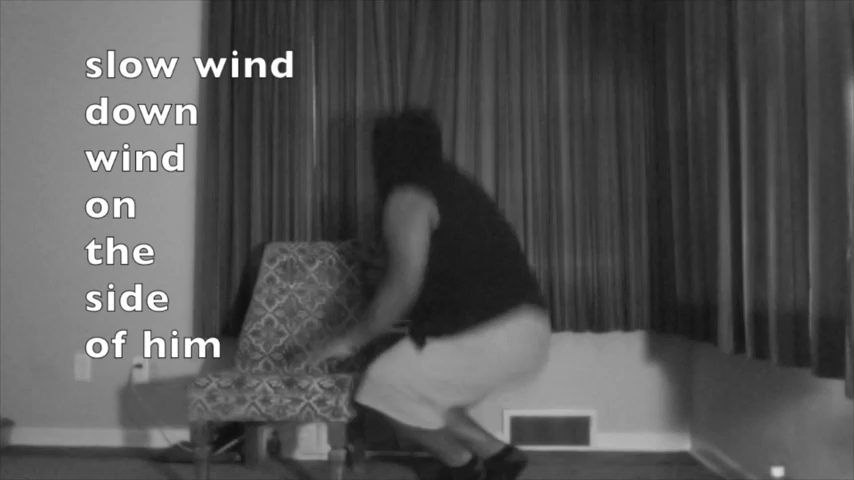 slow wind
down
wind
on
the
side
of him